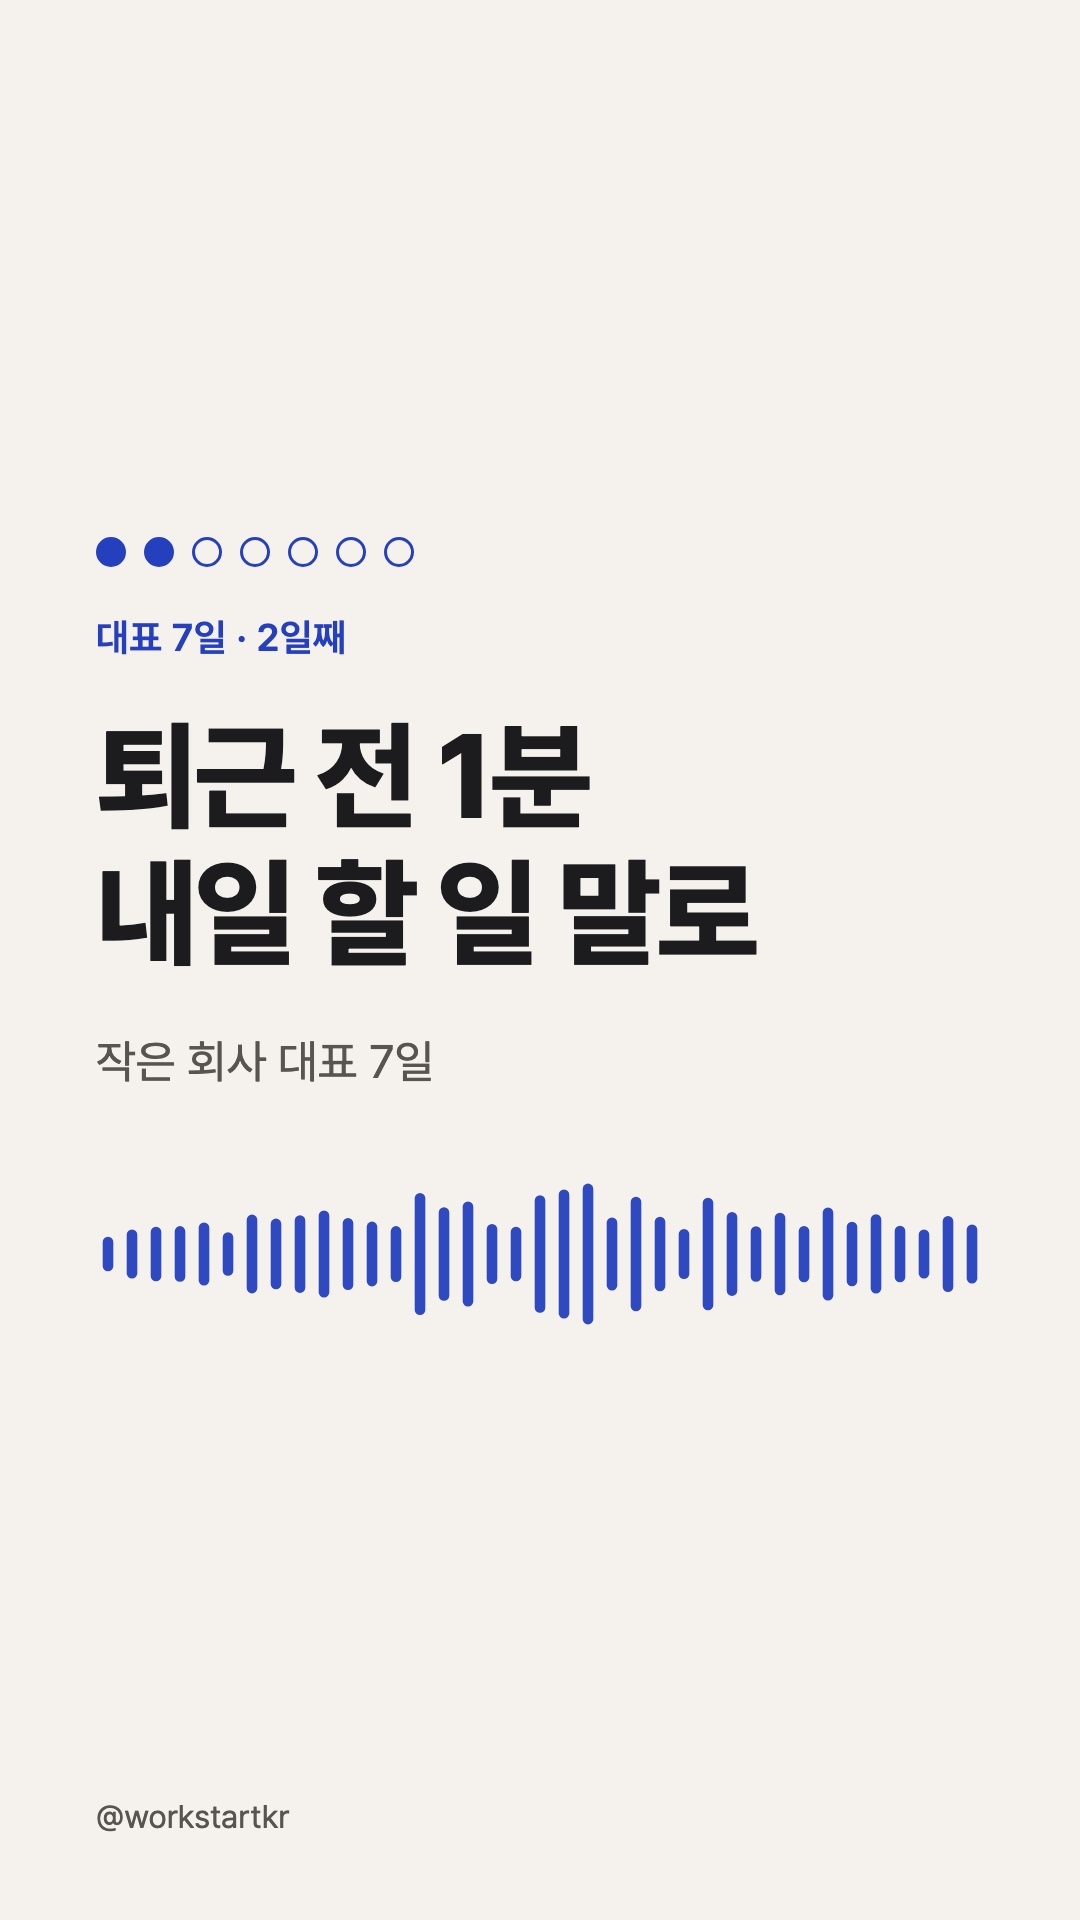 대표 7일 · 2일째
퇴근 전 1분
내일 할 일 말로
작은 회사 대표 7일
@workstartkr